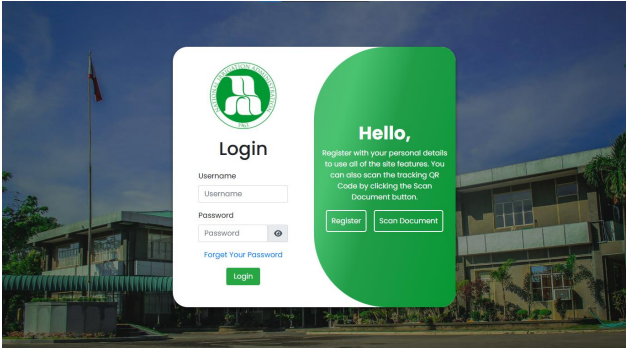 NATIONAL IRRIGATION ADMINISTRATION
Login
Username
Username
Password
Password
Forget Your Password
Login
Hello,
Register with your personal details
to use all of the site features. You
can also scan the tracking QR
Code by clicking the Scan
Document button.
Register
Scan Document